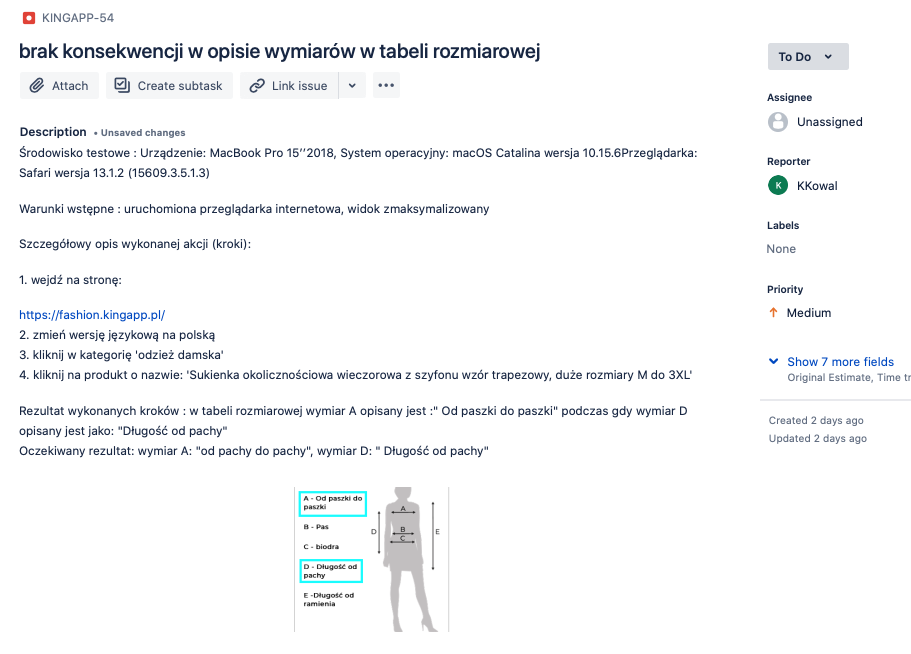 KINGAPP-54
brak konsekwencji w opisie wymiarów w tabeli rozmiarowej
Attach
Create subtask
Link issue
Description • Unsaved changes
Środowisko testowe : Urządzenie: MacBook Pro 15’’2018, System operacyjny: macOS Catalina wersja 10.15.6Przeglądarka:
Safari wersja 13.1.2 (15609.3.5.1.3)
Warunki wstępne : uruchomiona przeglądarka internetowa, widok zmaksymalizowany
Szczegółowy opis wykonanej akcji (kroki):
1. wejdź na stronę:
https://fashion.kingapp.pl/
2. zmień wersję językową na polską
3. kliknij w kategorię 'odzież damska'
4. kliknij na produkt o nazwie: 'Sukienka okolicznościowa wieczorowa z szyfonu wzór trapezowy, duże rozmiary M do 3XL'
Rezultat wykonanych kroków : w tabeli rozmiarowej wymiar A opisany jest :" Od paszki do paszki" podczas gdy wymiar D
opisany jest jako: "Długość od pachy"
Oczekiwany rezultat: wymiar A: "od pachy do pachy", wymiar D: " Długość od pachy"
A - Od paszki do
paszki
B - Pas
C - biodra
D - Długość od
pachy
E -Długość od
ramienia
A
B
C
D
E
To Do
Assignee
Unassigned
Reporter
K KKowal
Labels
None
Priority
Medium
Show 7 more fields
Original Estimate, Time tr
Created 2 days ago
Updated 2 days ago